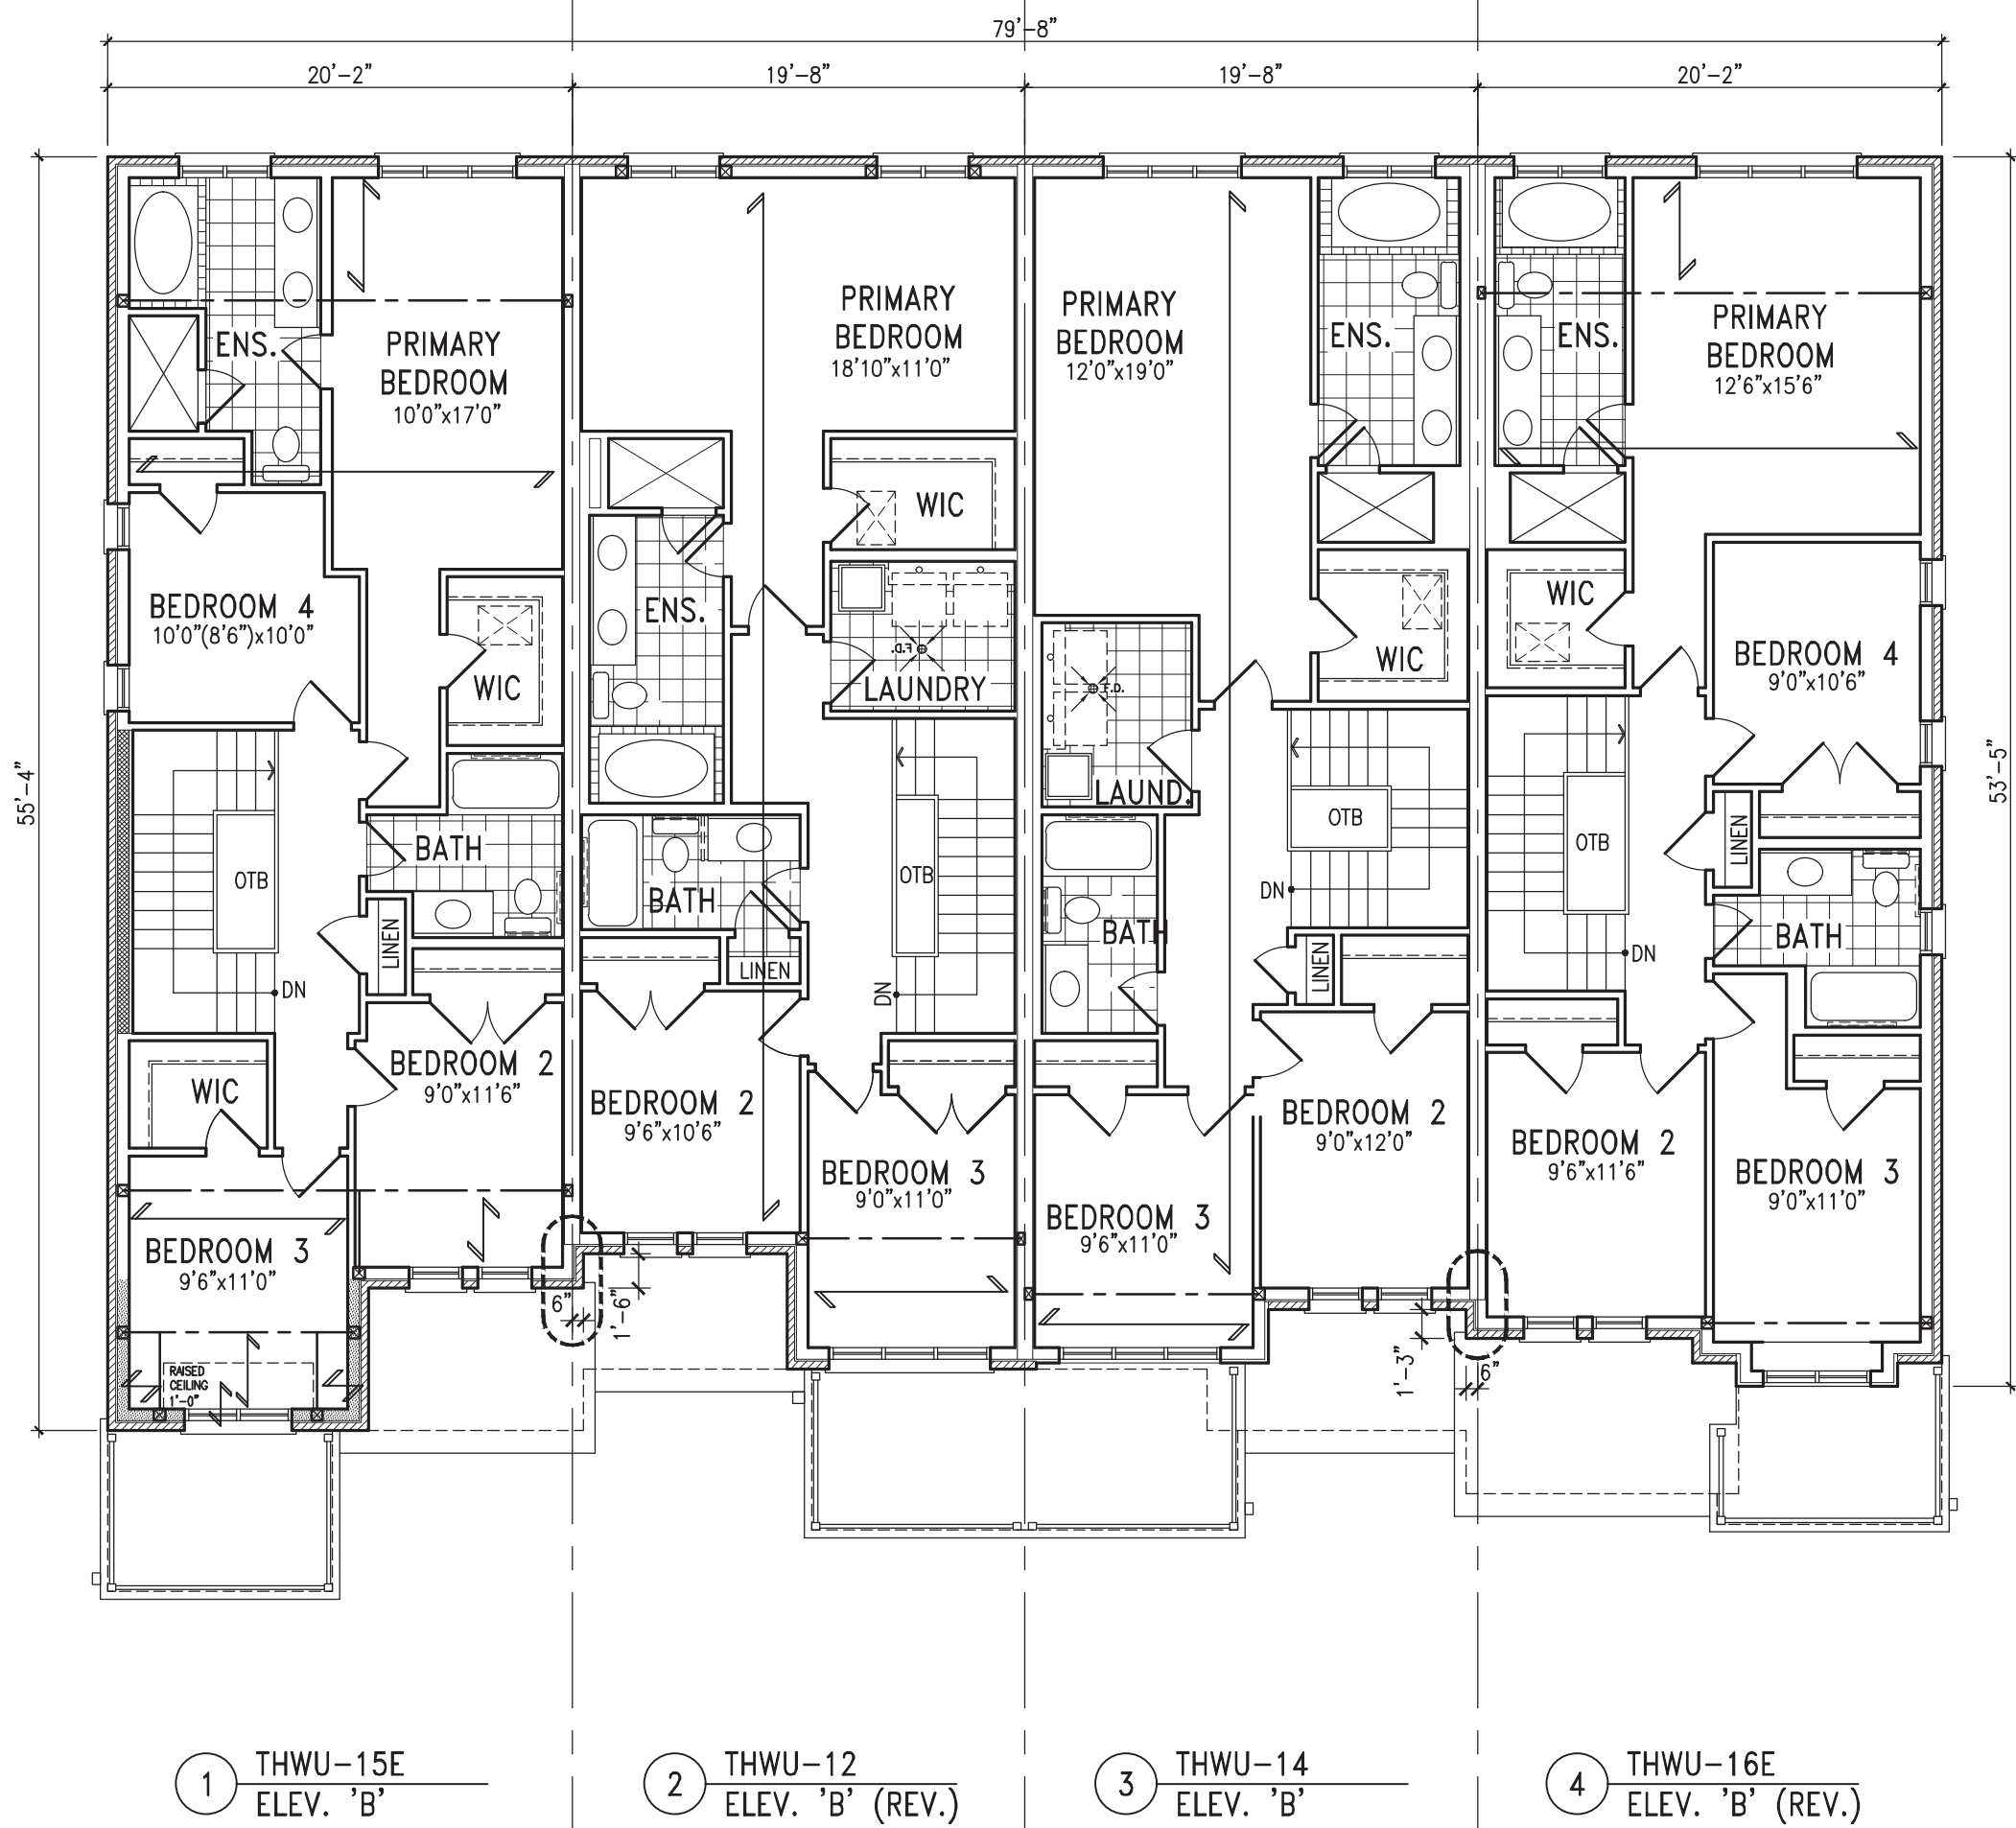 79'-8"
20'-2"
19'-8"
19'-8"
20'-2"
55'-4"
53'-5"
ENS.
PRIMARY
BEDROOM
10'0"x17'0"
BEDROOM 4
10'0"(8'6")x10'0"
WIC
BATH
OTB
LINEN
DN
WIC
BEDROOM 2
9'0"x11'6"
BEDROOM 3
9'6"x11'0"
RAISED
CEILING
1'-0"
6"
1'-6"
PRIMARY
BEDROOM
18'10"x11'0"
WIC
ENS.
F.D.
LAUNDRY
OTB
BATH
LINEN
DN
BEDROOM 2
9'6"x10'6"
BEDROOM 3
9'0"x11'0"
PRIMARY
BEDROOM
12'0"x19'0"
ENS.
WIC
F.D.
LAUND.
OTB
DN
BATH
LINEN
BEDROOM 2
9'0"x12'0"
BEDROOM 3
9'6"x11'0"
1'-3"
6"
ENS.
PRIMARY
BEDROOM
12'6"x15'6"
WIC
BEDROOM 4
9'0"x10'6"
OTB
LINEN
DN
BATH
BEDROOM 2
9'6"x11'6"
BEDROOM 3
9'0"x11'0"
1 THWU-15E
ELEV. 'B'
2 THWU-12
ELEV. 'B' (REV.)
3 THWU-14
ELEV. 'B'
4 THWU-16E
ELEV. 'B' (REV.)